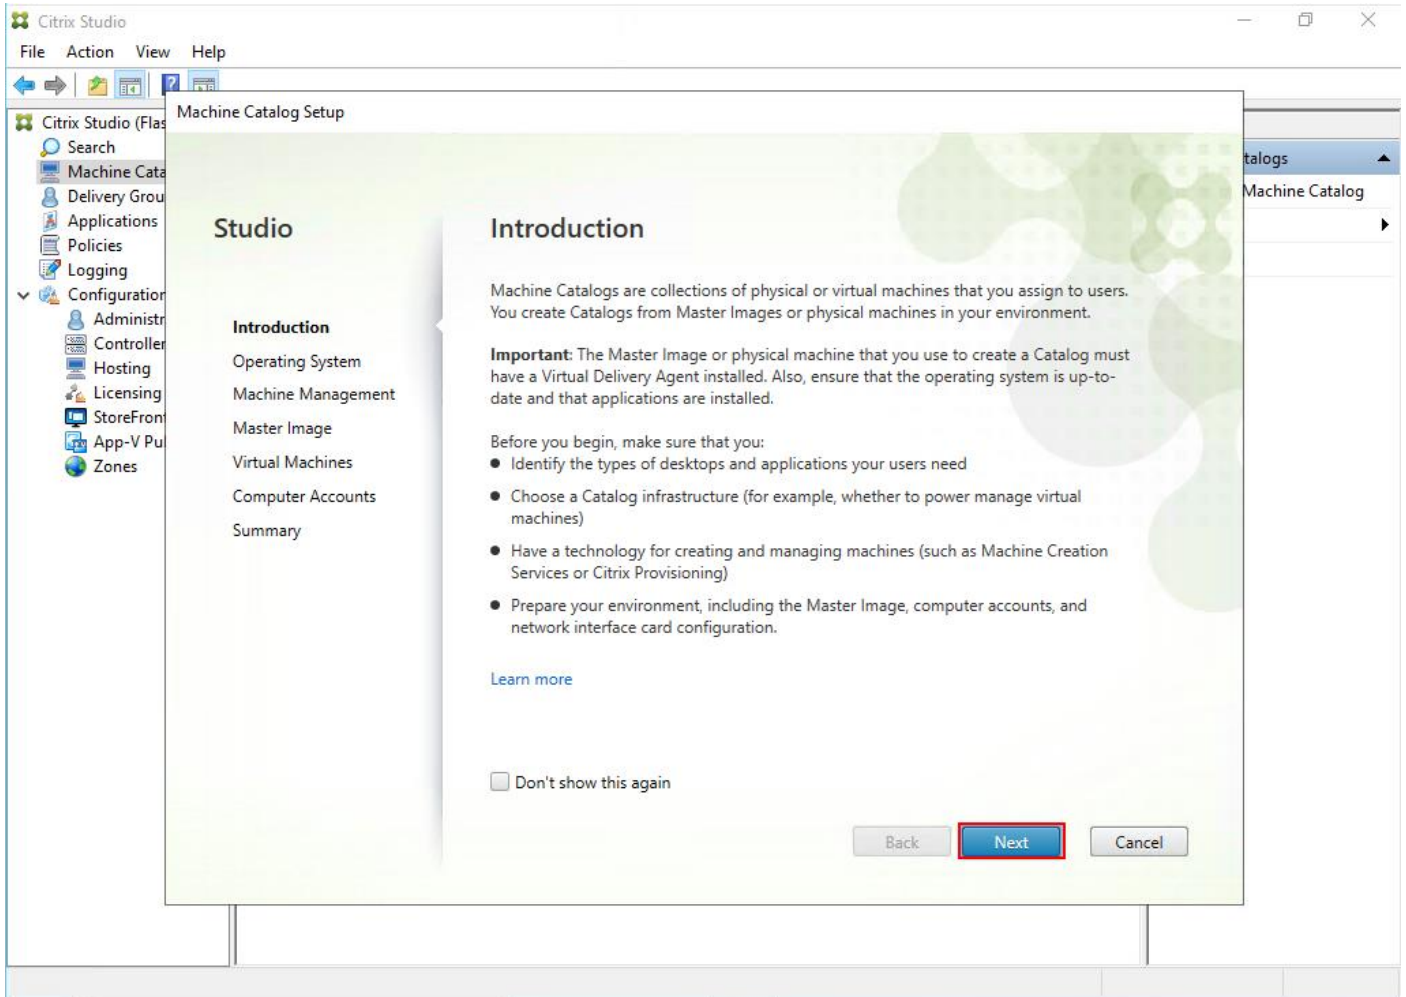 Citrix Studio
File Action View Help
Machine Catalog Setup
Citrix Studio (Flas
Search
Machine Cata
Delivery Grou
Applications
Policies
Logging
Configuration
Administr
Controller
Hosting
Licensing
StoreFront
App-V Pu
Zones
Studio
Introduction
Operating System
Machine Management
Master Image
Virtual Machines
Computer Accounts
Summary
Introduction
Machine Catalogs are collections of physical or virtual machines that you assign to users.
You create Catalogs from Master Images or physical machines in your environment.
Important: The Master Image or physical machine that you use to create a Catalog must
have a Virtual Delivery Agent installed. Also, ensure that the operating system is up-to-
date and that applications are installed.
Before you begin, make sure that you:
● Identify the types of desktops and applications your users need
● Choose a Catalog infrastructure (for example, whether to power manage virtual
machines)
● Have a technology for creating and managing machines (such as Machine Creation
Services or Citrix Provisioning)
● Prepare your environment, including the Master Image, computer accounts, and
network interface card configuration.
Learn more
Don't show this again
Back Next Cancel
talogs
Machine Catalog